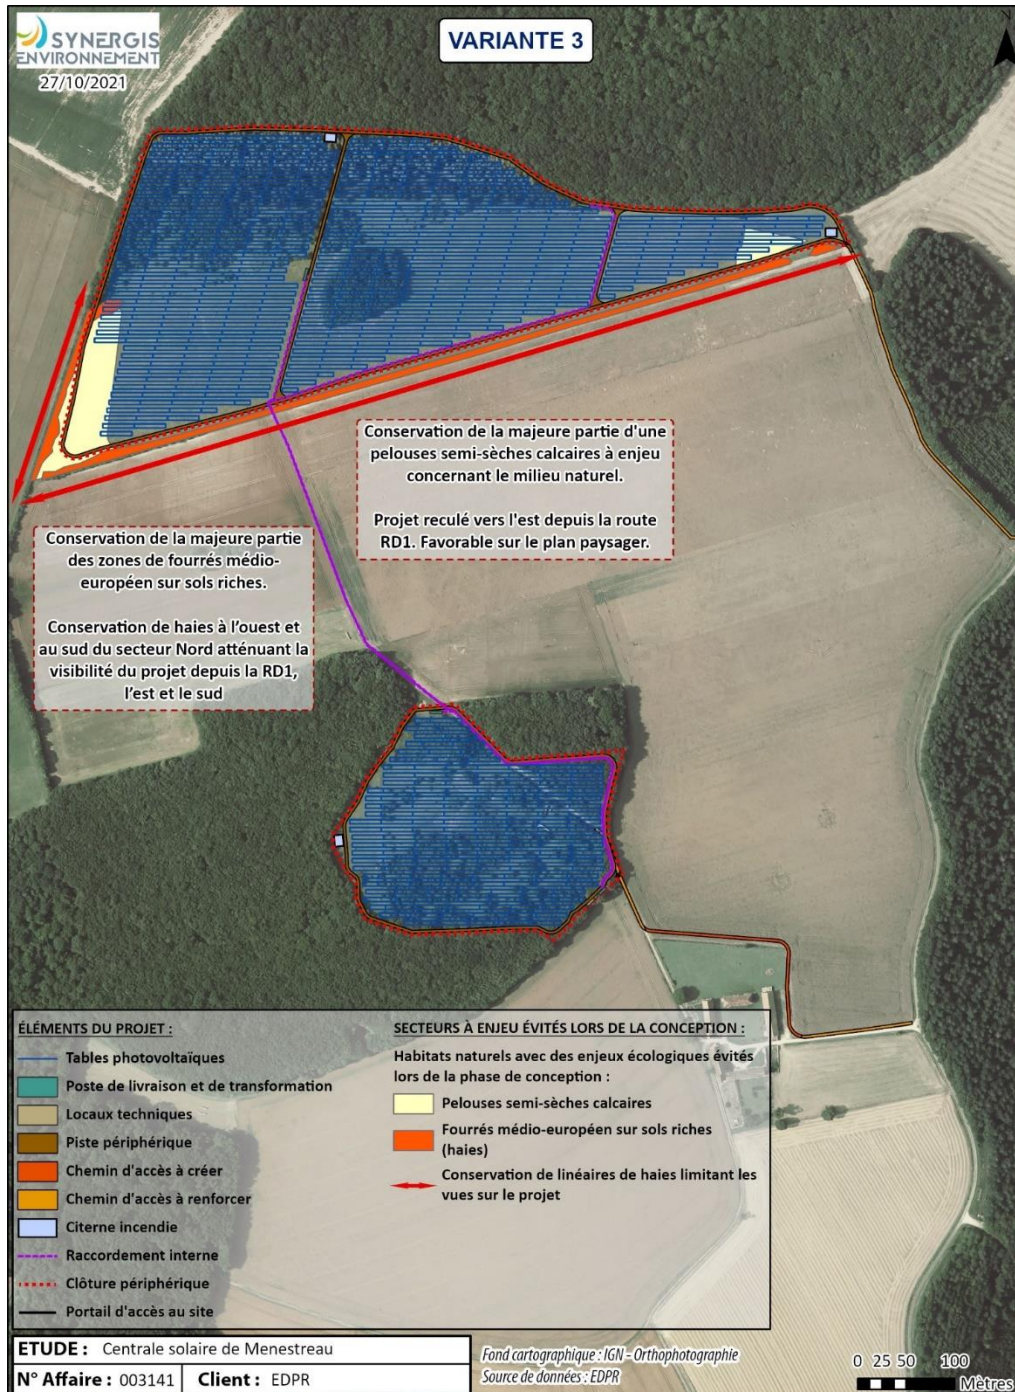 SYNERGIS
ENVIRONNEMENT
27/10/2021
VARIANTE 3
Conservation de la majeure partie d'une
pelouses semi-sèches calcaires à enjeu
concernant le milieu naturel.
Projet reculé vers l'est depuis la route
RD1. Favorable sur le plan paysager.
Conservation de la majeure partie
des zones de fourrés médio-
européen sur sols riches.
Conservation de haies à l'ouest et
au sud du secteur Nord atténuant la
visibilité du projet depuis la RD1,
l'est et le sud
ÉLÉMENTS DU PROJET :
Tables photovoltaïques
Poste de livraison et de transformation
Locaux techniques
Piste périphérique
Chemin d'accès à créer
Chemin d'accès à renforcer
Citerne incendie
Raccordement interne
Clôture périphérique
Portail d'accès au site
SECTEURS À ENJEU ÉVITÉS LORS DE LA CONCEPTION :
Habitats naturels avec des enjeux écologiques évités
lors de la phase de conception :
Pelouses semi-sèches calcaires
Fourrés médio-européen sur sols riches
(haies)
Conservation de linéaires de haies limitant les
vues sur le projet
ETUDE : Centrale solaire de Menestreau
N° Affaire : 003141 Client : EDPR
Fond cartographique : IGN - Orthophotographie
Source de données : EDPR
0 25 50 100
Mètres